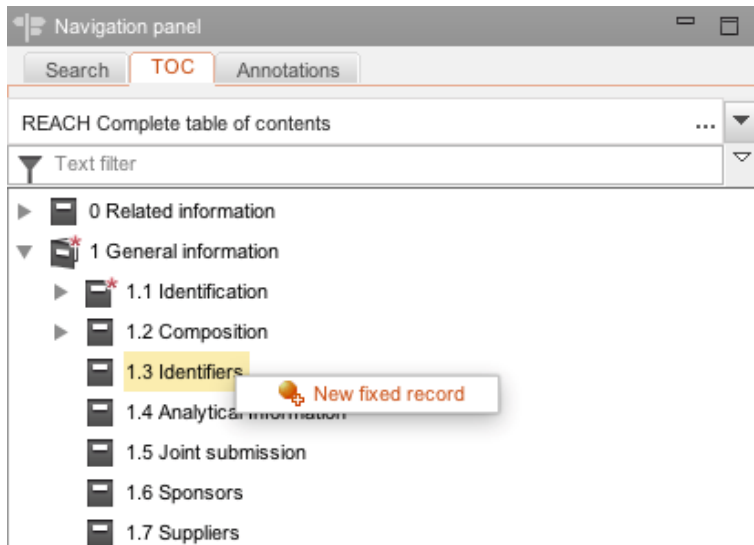 Navigation panel
Search TOC Annotations
REACH Complete table of contents ...
Text filter
0 Related information
1 General information
1.1 Identification
1.2 Composition
1.3 Identifiers
New fixed record
1.4 Analytical information
1.5 Joint submission
1.6 Sponsors
1.7 Suppliers